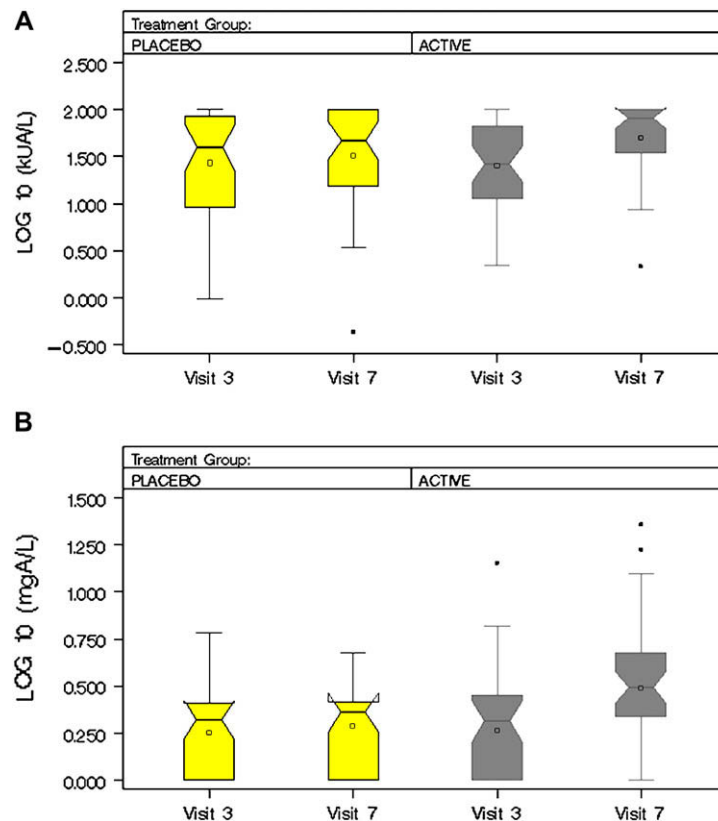 A
Treatment Group:
PLACEBO ACTIVE
LOG 10 (kUA/L)
2.500
2.000
1.500
1.000
0.500
0.000
−0.500
Visit 3 Visit 7 Visit 3 Visit 7
B
Treatment Group:
PLACEBO ACTIVE
LOG 10 (mgA/L)
1.500
1.250
1.000
0.750
0.500
0.250
0.000
Visit 3 Visit 7 Visit 3 Visit 7